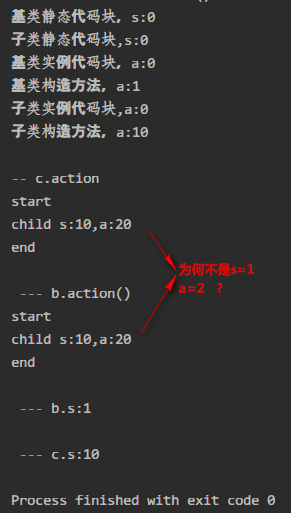 基类静态代码块，s:0
子类静态代码块,s:0
基类实例代码块，a:0
基类构造方法，a:1
子类实例代码块,a:0
子类构造方法，a:10
-- c.action
start
child s:10,a:20
end
为何不是s=1
a=2 ？
--- b.action()
start
child s:10,a:20
end
--- b.s:1
--- c.s:10
Process finished with exit code 0